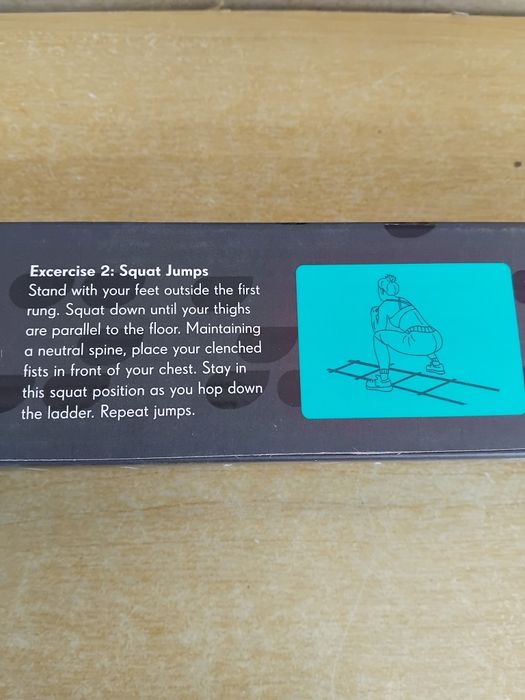 Excercise 2: Squat Jumps
Stand with your feet outside the first
rung. Squat down until your thighs
are parallel to the floor. Maintaining
a neutral spine, place your clenched
fists in front of your chest. Stay in
this squat position as you hop down
the ladder. Repeat jumps.